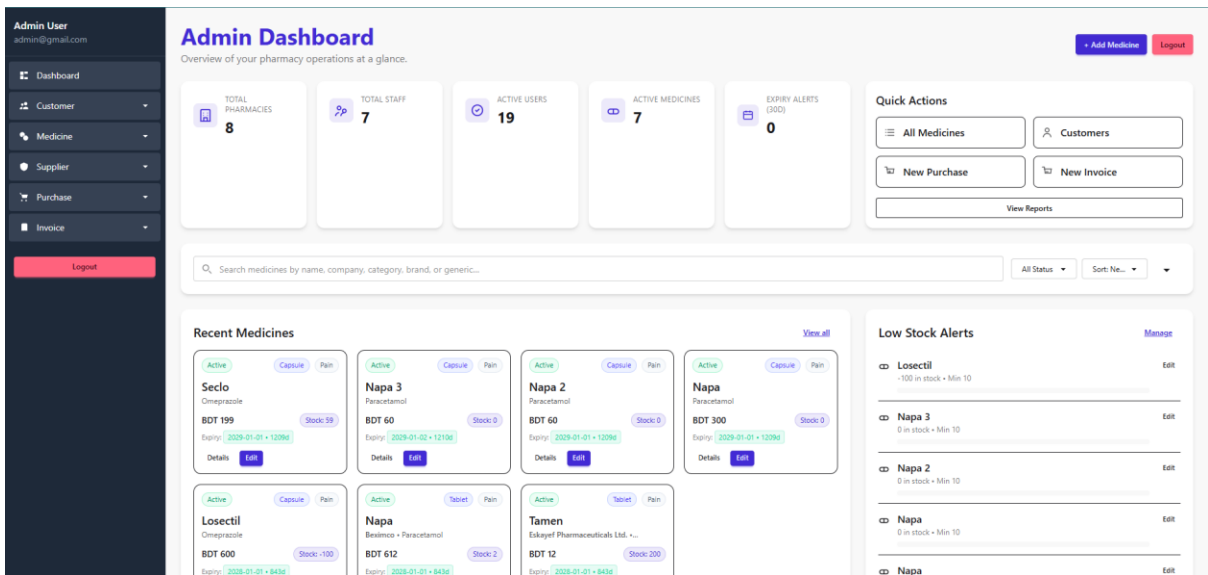 Admin User
admin@gmail.com
Dashboard
Customer
Medicine
Supplier
Purchase
Invoice
Logout
Admin Dashboard
Overview of your pharmacy operations at a glance.
+ Add Medicine
Logout
TOTAL
PHARMACIES
8
TOTAL STAFF
7
ACTIVE USERS
19
ACTIVE MEDICINES
7
EXPIRY ALERTS
(30D)
0
Quick Actions
All Medicines
Customers
New Purchase
New Invoice
View Reports
Search medicines by name, company, category, brand, or generic...
All Status
Sort: Ne...
Recent Medicines
View all
Active Capsule Pain
Seclo
Omeprazole
BDT 199 Stock: 59
Expiry: 2029-01-01 • 1209d
Details Edit
Active Capsule Pain
Napa 3
Paracetamol
BDT 60 Stock: 0
Expiry: 2029-01-02 • 1210d
Details Edit
Active Capsule Pain
Napa 2
Paracetamol
BDT 60 Stock: 0
Expiry: 2029-01-01 • 1209d
Details Edit
Active Capsule Pain
Napa
Paracetamol
BDT 300 Stock: 0
Expiry: 2029-01-01 • 1209d
Details Edit
Active Capsule Pain
Losectil
Omeprazole
BDT 600 Stock: -100
Expiry: 2028-01-01 • 843d
Active Tablet Pain
Napa
Beximco • Paracetamol
BDT 612 Stock: 2
Expiry: 2028-01-01 • 843d
Active Tablet Pain
Tamen
Eskayef Pharmaceuticals Ltd. •...
BDT 12 Stock: 200
Expiry: 2028-01-01 • 843d
Low Stock Alerts
Manage
Losectil Edit
-100 in stock • Min 10
Napa 3 Edit
0 in stock • Min 10
Napa 2 Edit
0 in stock • Min 10
Napa Edit
0 in stock • Min 10
Napa Edit